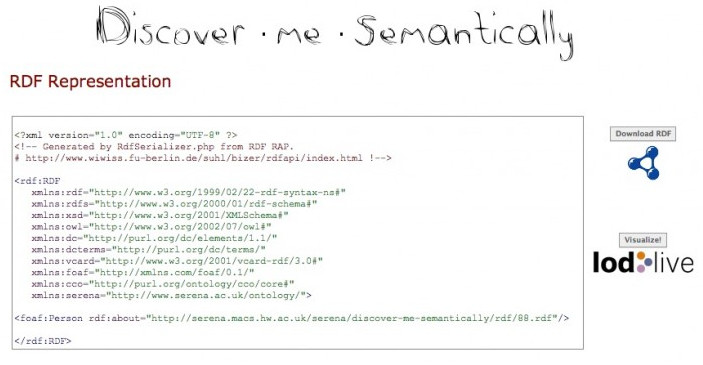 Discover · me · Semantically
RDF Representation
<?xml version="1.0" encoding="UTF-8" ?>
<!-- Generated by RdfSerializer.php from RDF RAP.
# http://www.wiwiss.fu-berlin.de/suhl/bizer/rdfapi/index.html !-->
<rdf:RDF
xmlns:rdf="http://www.w3.org/1999/02/22-rdf-syntax-ns#"
xmlns:rdfs="http://www.w3.org/2000/01/rdf-schema#"
xmlns:xsd="http://www.w3.org/2001/XMLSchema#"
xmlns:owl="http://www.w3.org/2002/07/owl#"
xmlns:dc="http://purl.org/dc/elements/1.1/"
xmlns:dcterms="http://purl.org/dc/terms/"
xmlns:vcard="http://www.w3.org/2001/vcard-rdf/3.0#"
xmlns:foaf="http://xmlns.com/foaf/0.1/"
xmlns:cco="http://purl.org/ontology/cco/core#"
xmlns:serena="http://www.serena.ac.uk/ontology/">
<foaf:Person rdf:about="http://serena.macs.hw.ac.uk/serena/discover-me-semantically/rdf/88.rdf"/>
</rdf:RDF>
Download RDF
Visualize!
lod live